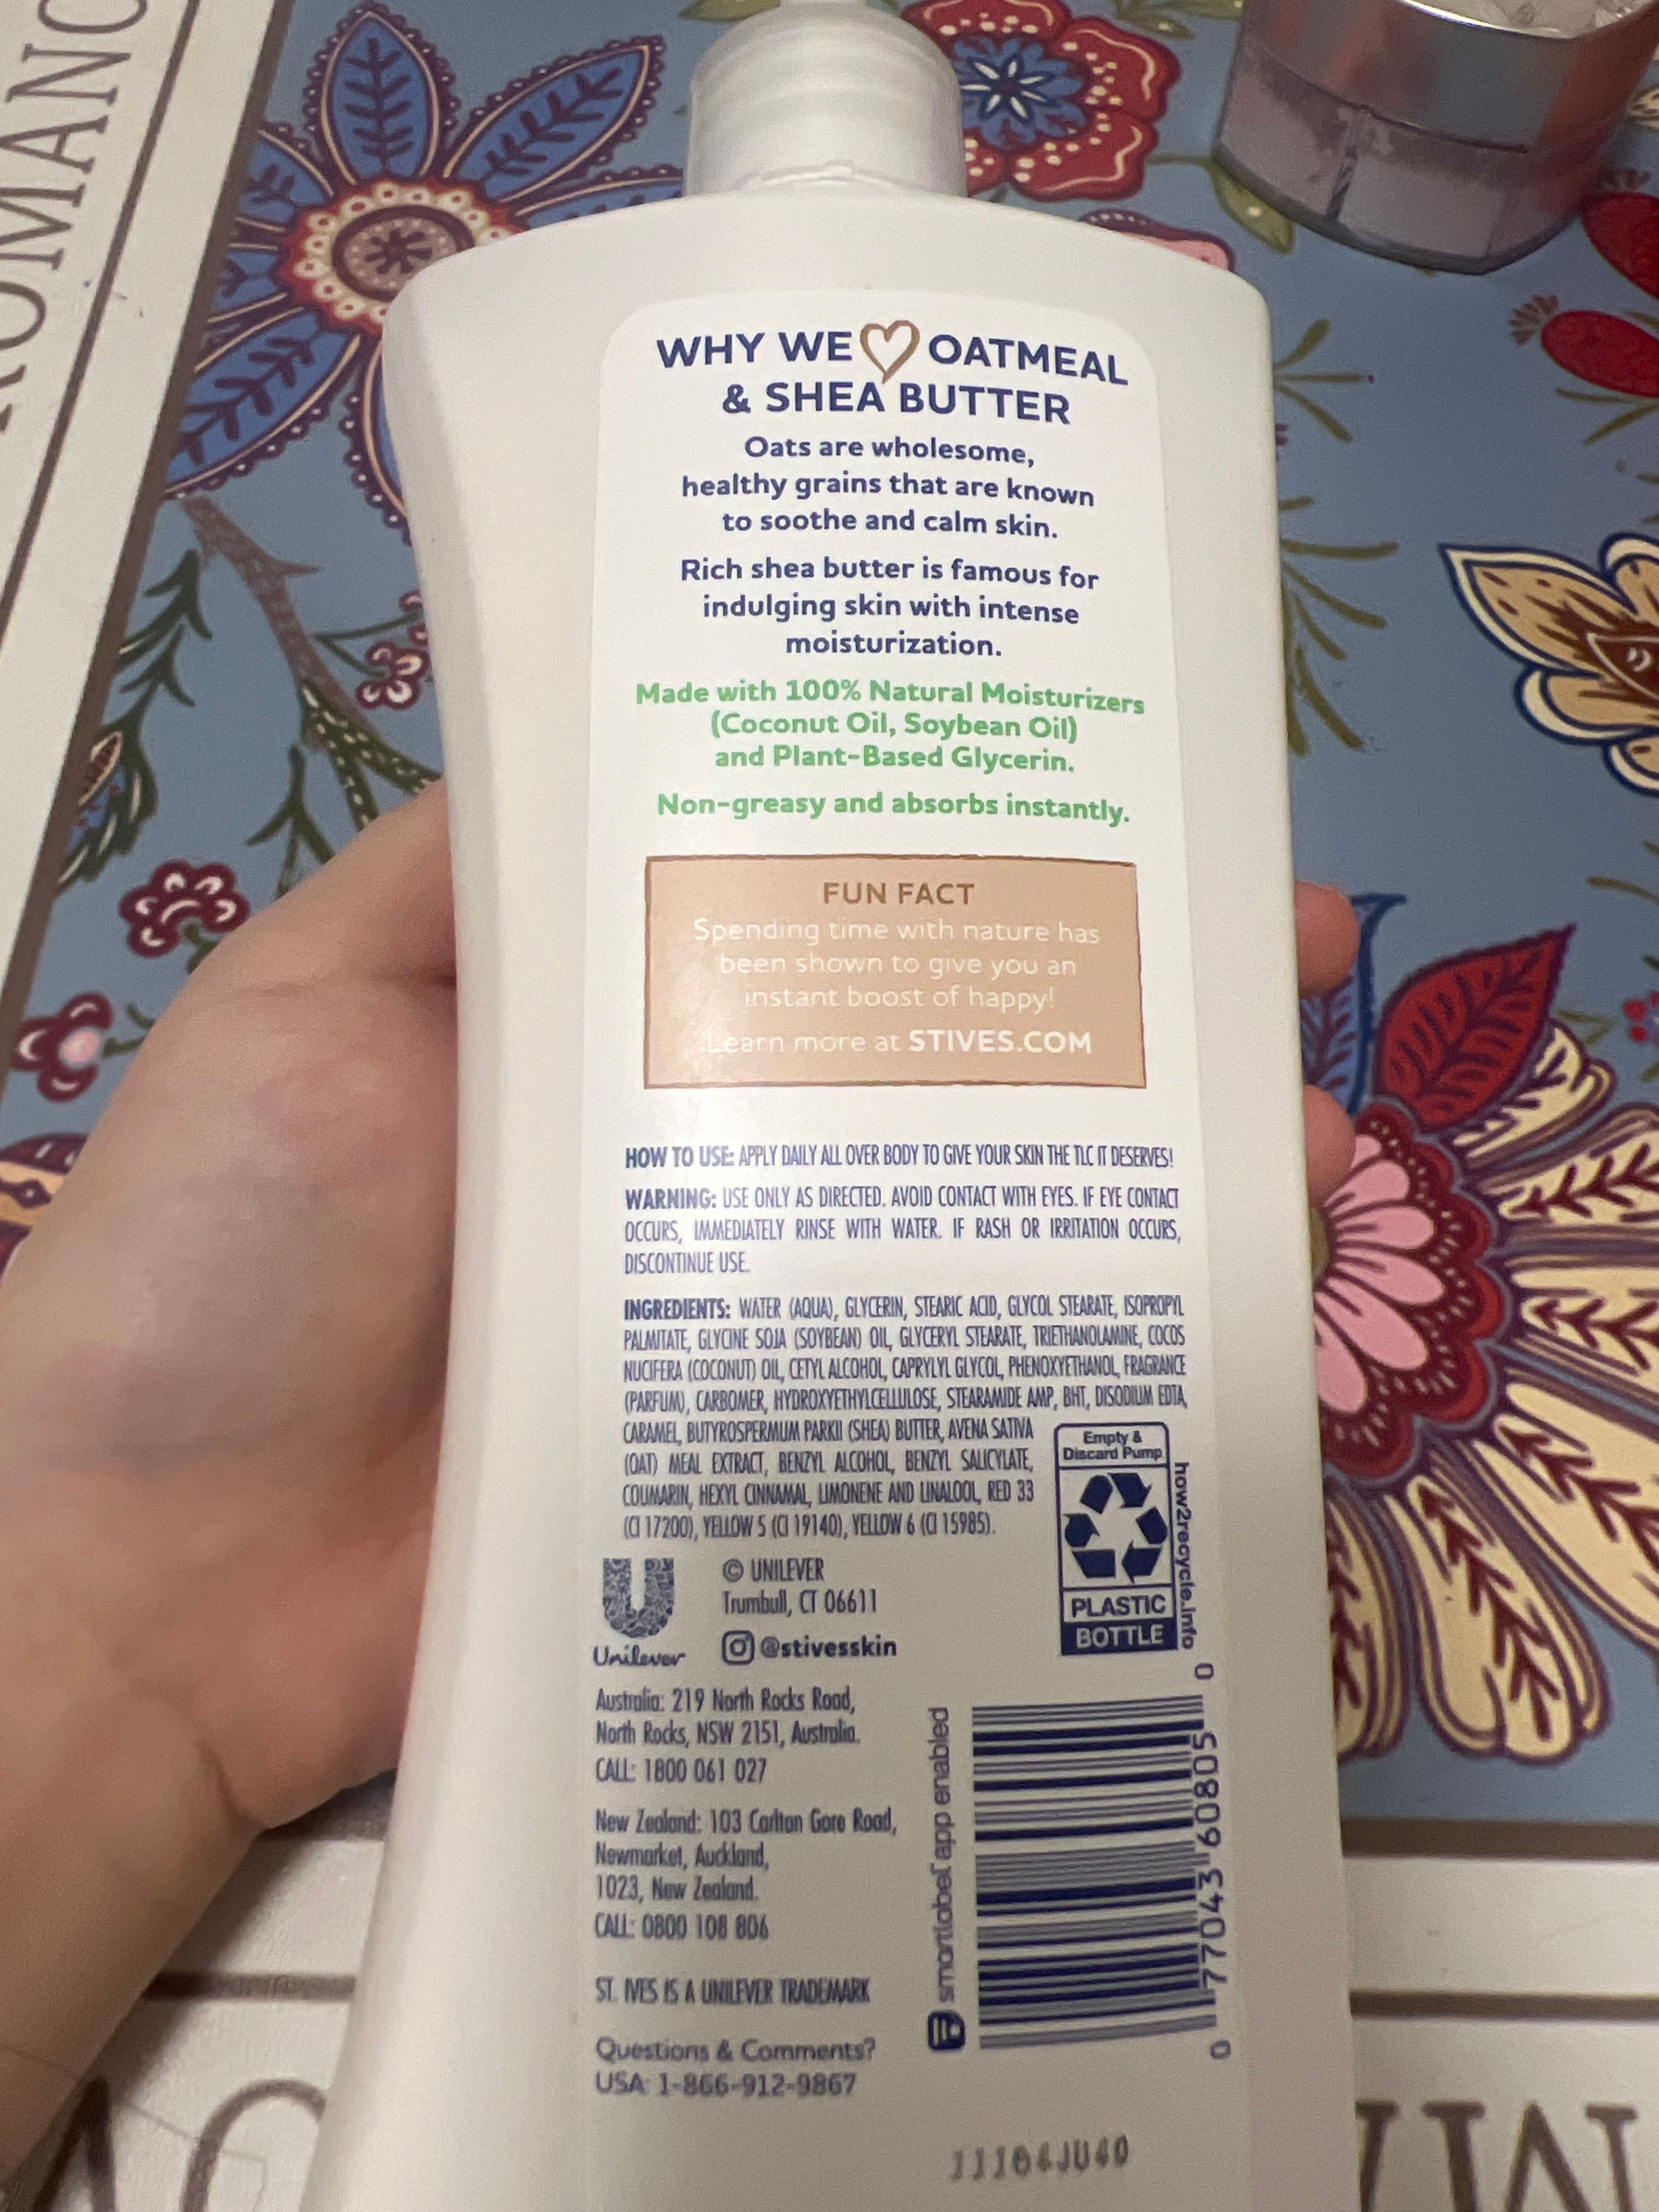 WHY WE OATMEAL
& SHEA BUTTER
Oats are wholesome,
healthy grains that are known
to soothe and calm skin.
Rich shea butter is famous for
indulging skin with intense
moisturization.
Made with 100% Natural Moisturizers
(Coconut Oil, Soybean Oil)
and Plant-Based Glycerin.
Non-greasy and absorbs instantly.
FUN FACT
Spending time with nature has
been shown to give you an
instant boost of happy!
Learn more at STIVES.COM
HOW TO USE: APPLY DAILY ALL OVER BODY TO GIVE YOUR SKIN THE TLC IT DESERVES!
WARNING: USE ONLY AS DIRECTED. AVOID CONTACT WITH EYES. IF EYE CONTACT
OCCURS, IMMEDIATELY RINSE WITH WATER. IF RASH OR IRRITATION OCCURS,
DISCONTINUE USE.
INGREDIENTS: WATER (AQUA), GLYCERIN, STEARIC ACID, GLYCOL STEARATE, ISOPROPYL
PALMITATE, GLYCINE SOJA (SOYBEAN) OIL, GLYCERYL STEARATE, TRIETHANOLAMINE, COCOS
NUCIFERA (COCONUT) OIL, CETYL ALCOHOL, CAPRYLYL GLYCOL, PHENOXYETHANOL, FRAGRANCE
(PARFUM), CARBOMER, HYDROXYETHYLCELLULOSE, STEARAMIDE AMP, BHT, DISODIUM EDTA,
CARAMEL, BUTYROSPERMUM PARKII (SHEA) BUTTER, AVENA SATIVA
(OAT) MEAL EXTRACT, BENZYL ALCOHOL, BENZYL SALICYLATE,
COUMARIN, HEXYL CINNAMAL, LIMONENE AND LINALOOL, RED 33
(CI 17200), YELLOW 5 (CI 19140), YELLOW 6 (CI 15985).
Empty &
Discard Pump
PLASTIC
BOTTLE
how2recycle.info
Unilever
© UNILEVER
Trumbull, CT 06611
@stivesskin
Australia: 219 North Rocks Road,
North Rocks, NSW 2151, Australia.
CALL: 1800 061 027
New Zealand: 103 Carlton Gore Road,
Newmarket, Auckland,
1023, New Zealand.
CALL: 0800 108 806
ST. IVES IS A UNILEVER TRADEMARK
Questions & Comments?
USA: 1-866-912-9867
smartlabel app enabled
0 77043 60805 0
11164JU40